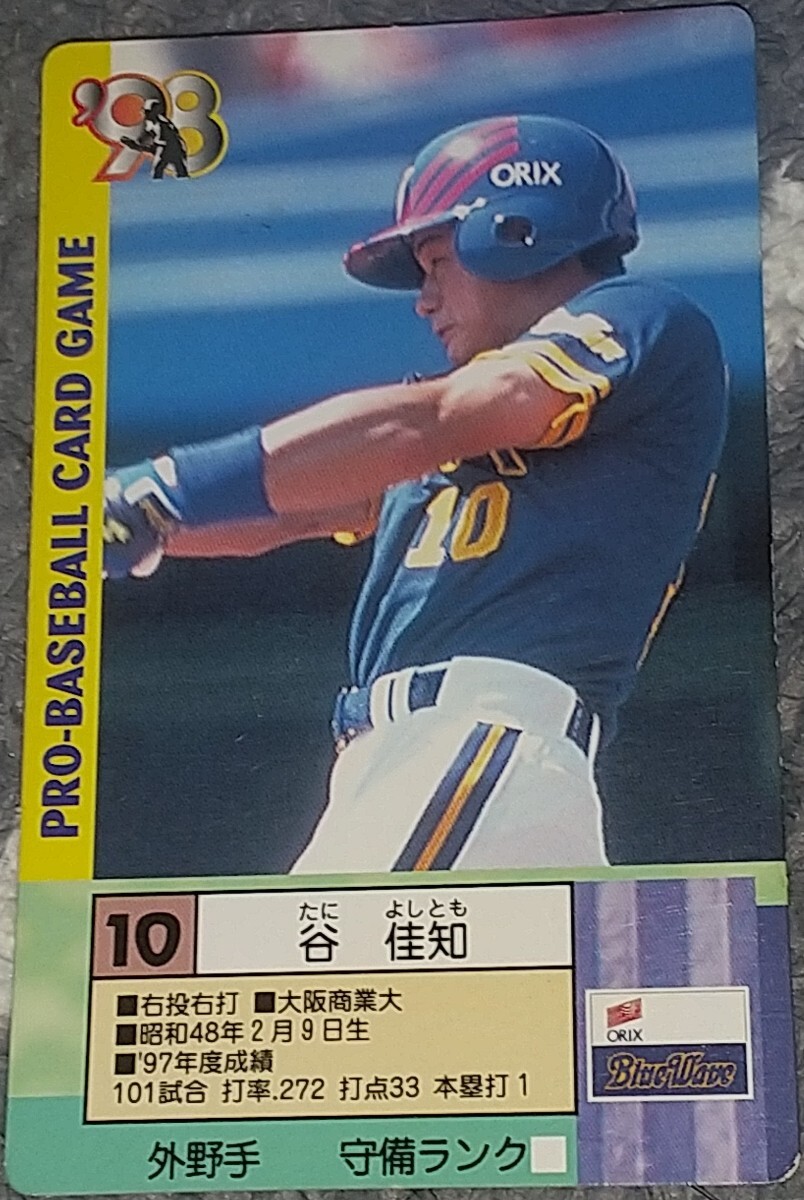 '98
PRO-BASEBALL CARD GAME
ORIX
10
10
たに よしとも
谷 佳知
■右投右打 ■大阪商業大
■昭和48年2月9日生
■'97年度成績
101試合 打率.272 打点33 本塁打1
ORIX
BlueWave
外野手 守備ランク